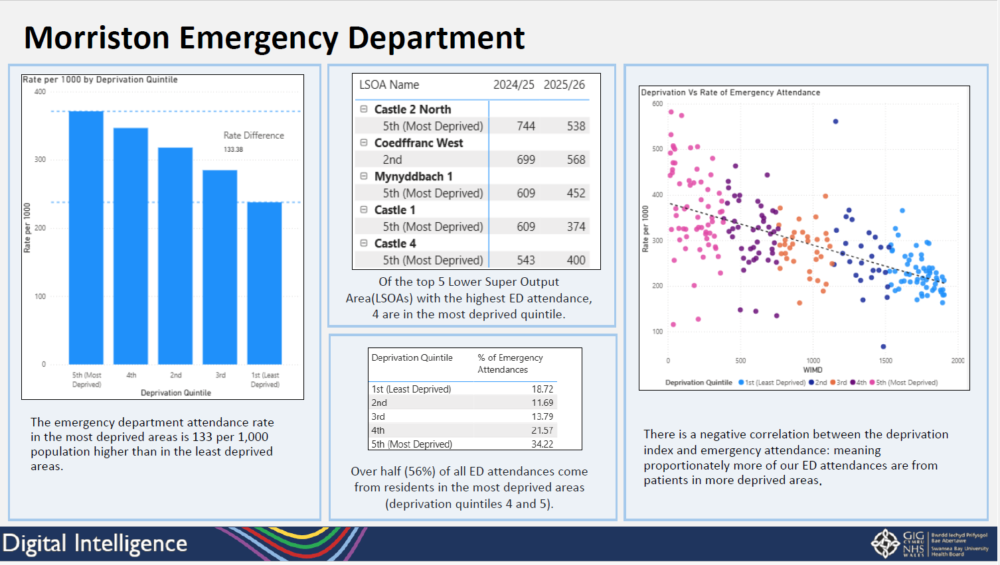 Morriston Emergency Department
Rate per 1000 by Deprivation Quintile
400
300
200
100
0
Rate per 1000
Rate Difference
133.38
5th (Most Deprived)
4th
2nd
3rd
1st (Least Deprived)
Deprivation Quintile
The emergency department attendance rate
in the most deprived areas is 133 per 1,000
population higher than in the least deprived
areas.
LSOA Name 2024/25 2025/26
Castle 2 North
5th (Most Deprived) 744 538
Coedffranc West
2nd 699 568
Mynyddbach 1
5th (Most Deprived) 609 452
Castle 1
5th (Most Deprived) 609 374
Castle 4
5th (Most Deprived) 543 400
Of the top 5 Lower Super Output
Area(LSOAs) with the highest ED attendance,
4 are in the most deprived quintile.
Deprivation Quintile % of Emergency
Attendances
1st (Least Deprived) 18.72
2nd 11.69
3rd 13.79
4th 21.57
5th (Most Deprived) 34.22
Over half (56%) of all ED attendances come
from residents in the most deprived areas
(deprivation quintiles 4 and 5).
Deprivation Vs Rate of Emergency Attendance
600
500
400
300
200
100
Rate per 1000
0 500 1000 1500 2000
WIMD
Deprivation Quintile 1st (Least Deprived) 2nd 3rd 4th 5th (Most Deprived)
There is a negative correlation between the deprivation
index and emergency attendance: meaning
proportionately more of our ED attendances are from
patients in more deprived areas.
Digital Intelligence
GIG
CYMRU
NHS
WALES
Bwrdd Iechyd Prifysgol
Bae Abertawe
Swansea Bay University
Health Board